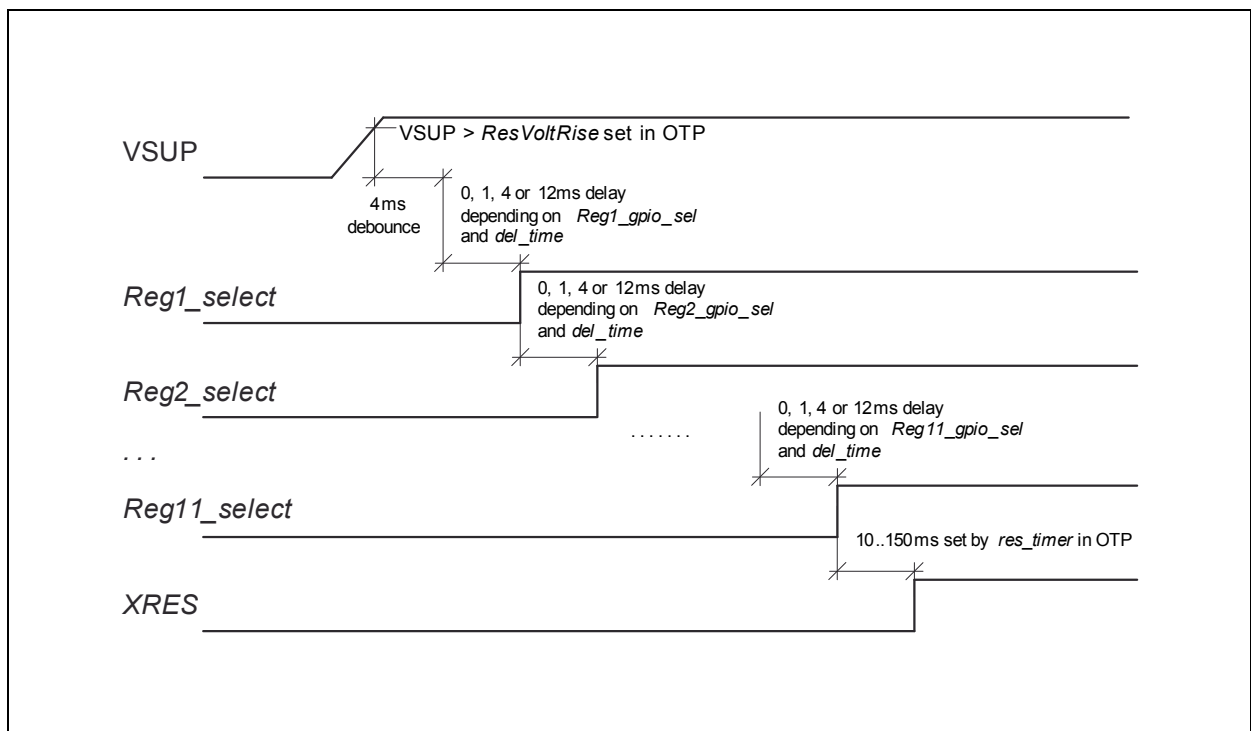 VSUP
VSUP > ResVoltRise set in OTP
4ms
debounce
0, 1, 4 or 12ms delay
depending on Reg1_gpio_sel
and del_time
Reg1_select
0, 1, 4 or 12ms delay
depending on Reg2_gpio_sel
and del_time
Reg2_select
.......
0, 1, 4 or 12ms delay
depending on Reg11_gpio_sel
and del_time
...
Reg11_select
10..150ms set by res_timer in OTP
XRES